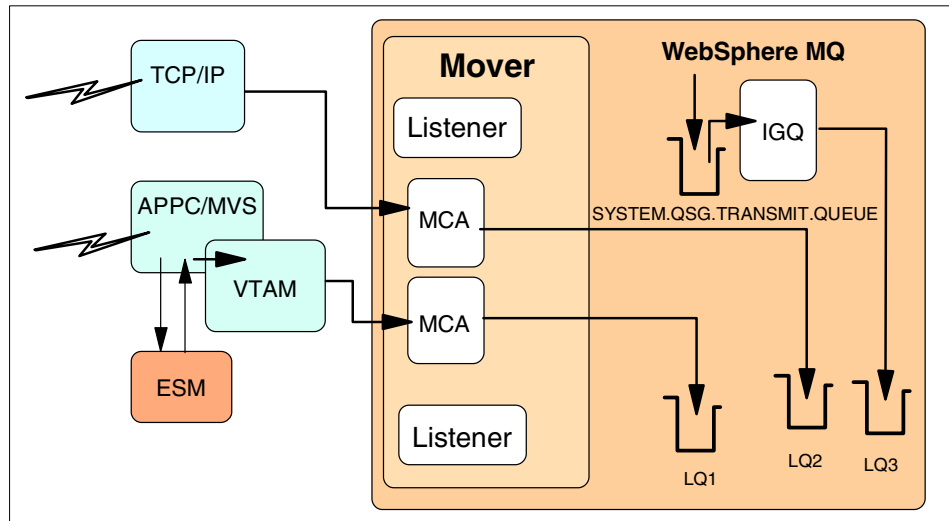 TCP/IP
APPC/MVS
VTAM
ESM
Mover
Listener
MCA
MCA
Listener
WebSphere MQ
IGQ
SYSTEM.QSG.TRANSMIT.QUEUE
LQ1
LQ2
LQ3